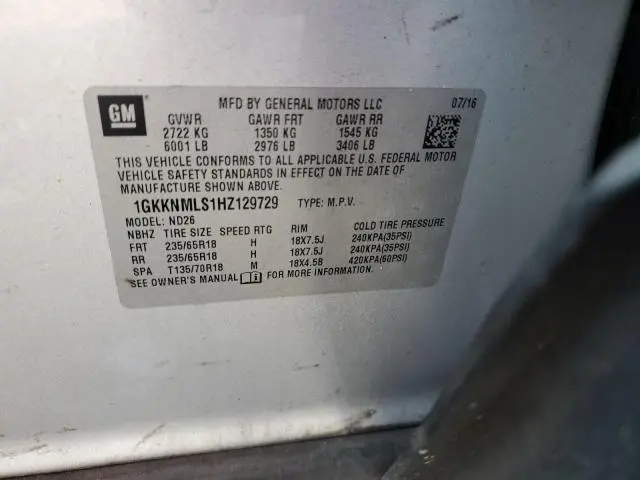 GM
MFD BY GENERAL MOTORS LLC 07/16
GVWR GAWR FRT GAWR RR
2722 KG 1350 KG 1545 KG
6001 LB 2976 LB 3406 LB
THIS VEHICLE CONFORMS TO ALL APPLICABLE U.S. FEDERAL MOTOR
VEHICLE SAFETY STANDARDS IN EFFECT ON THE DATE OF
MANUFACTURE SHOWN ABOVE.
1GKKNMLS1HZ129729 TYPE: M.P.V.
MODEL: ND26
NBHZ TIRE SIZE SPEED RTG RIM COLD TIRE PRESSURE
FRT 235/65R18 H 18X7.5J 240KPA(35PSI)
RR 235/65R18 H 18X7.5J 240KPA(35PSI)
SPA T135/70R18 M 18X4.5B 420KPA(60PSI)
SEE OWNER'S MANUAL